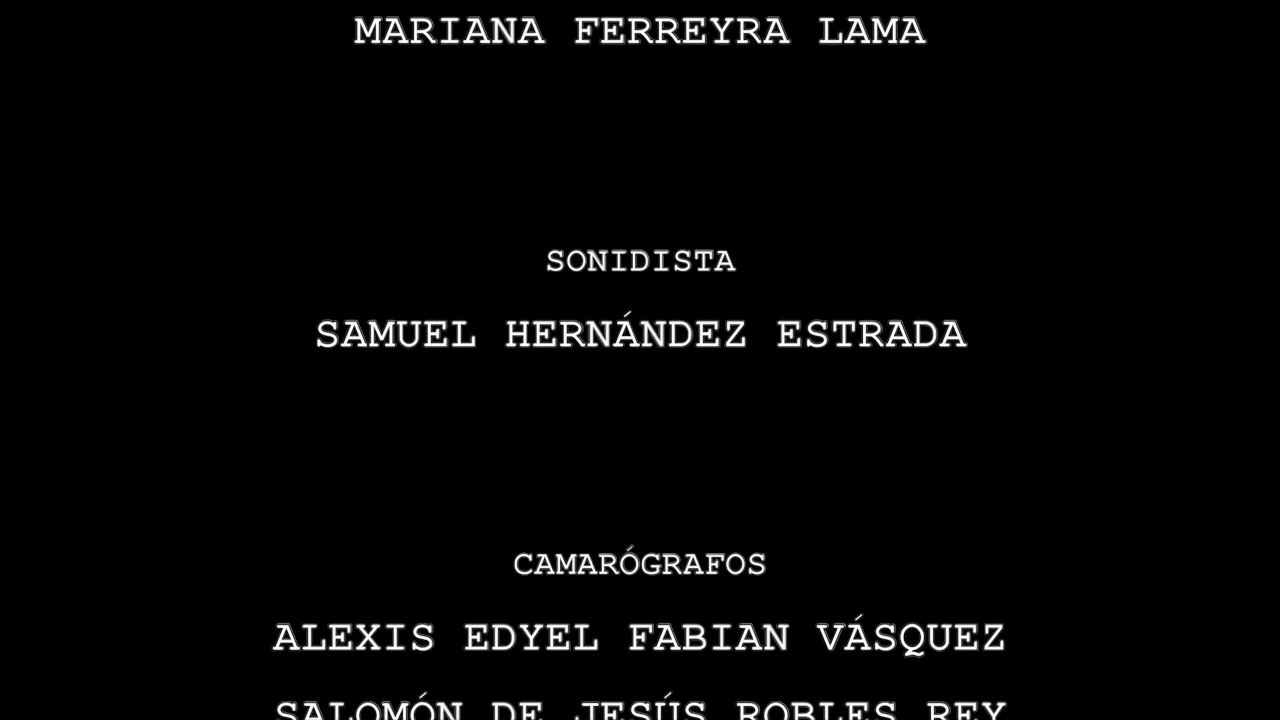 MARIANA FERREYRA LAMA
SONIDISTA
SAMUEL HERNÁNDEZ ESTRADA
CAMARÓGRAFOS
ALEXIS EDYEL FABIAN VÁSQUEZ
SALOMÓN DE JESÚS ROBLES REY